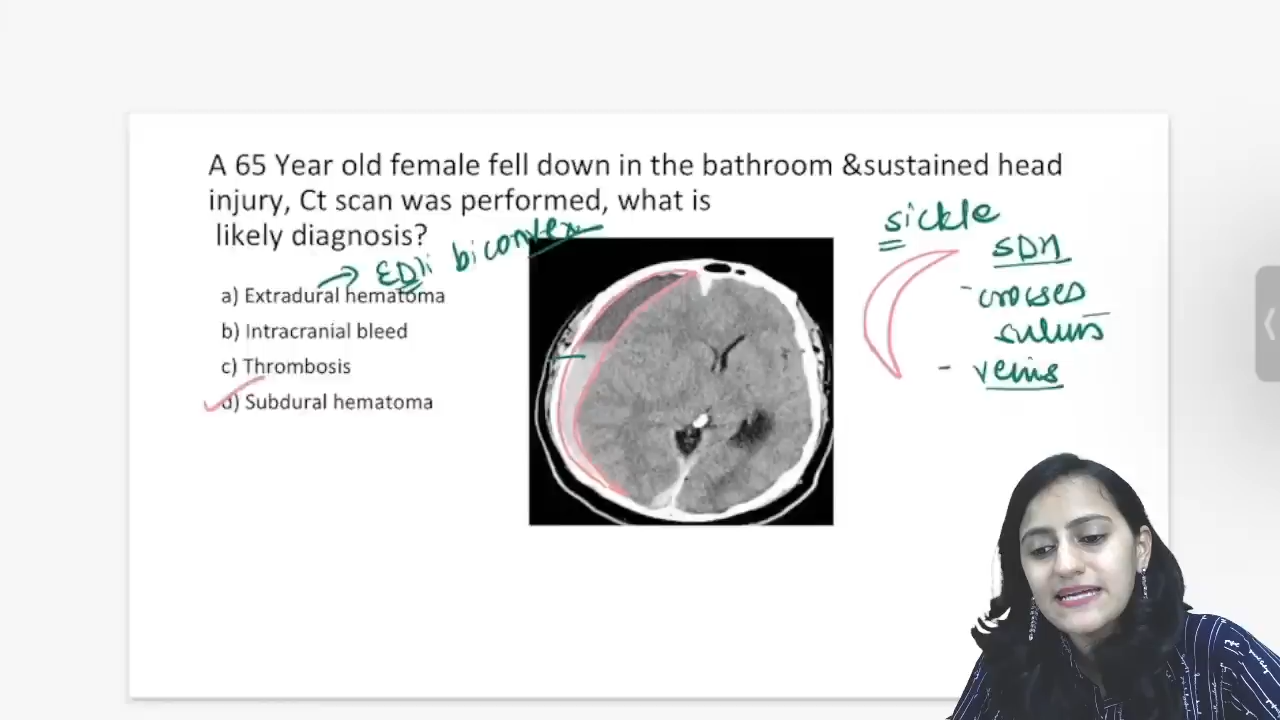 A 65 Year old female fell down in the bathroom &sustained head
injury, Ct scan was performed, what is
likely diagnosis?
EDH biconvex
a) Extradural hematoma
b) Intracranial bleed
c) Thrombosis
d) Subdural hematoma
sickle
SDH
- crosses
sutures
- veins